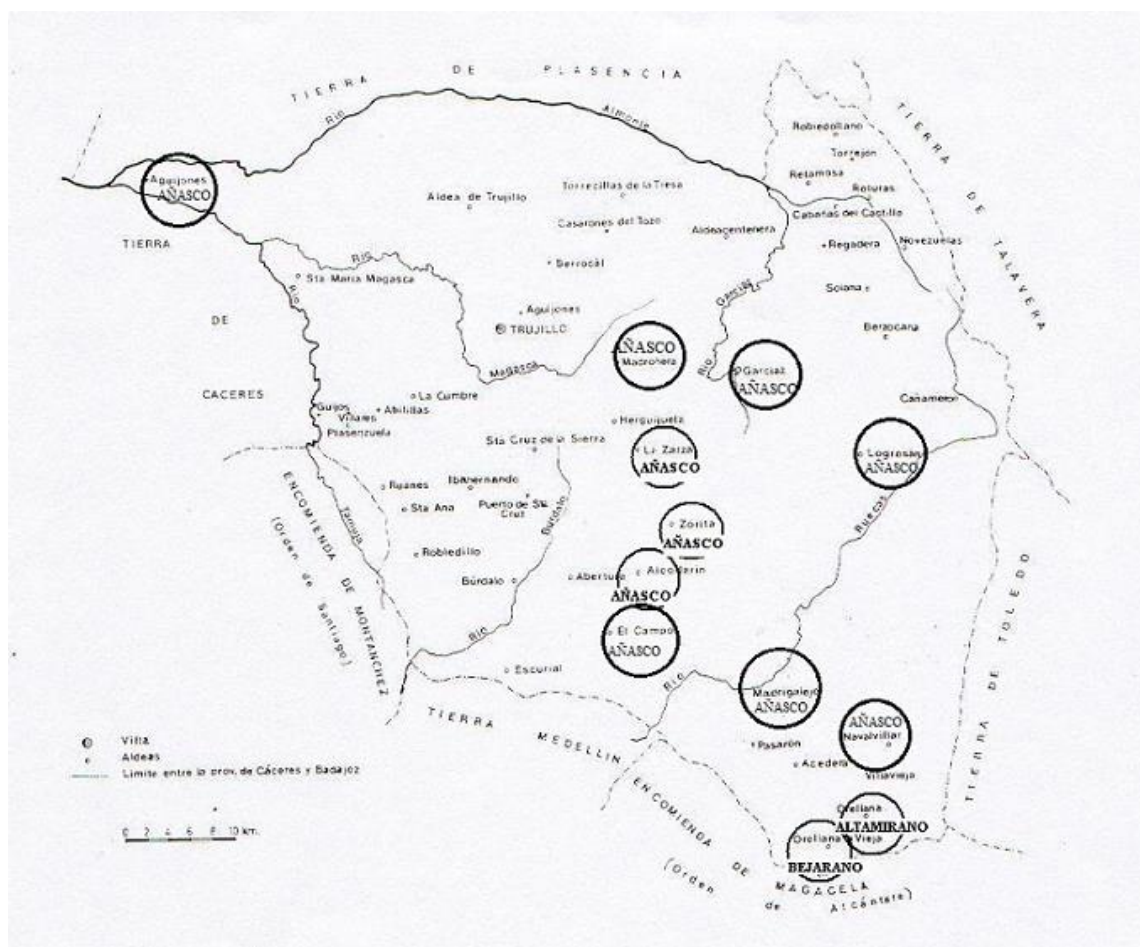 TIERRA DE PLASENCIA
Río Almonte
TIERRA DE TALAVERA
Robledollano
Torrejón
Retamosa
Roturas
Cabañas del Castillo
Aguijones
AÑASCO
Aldea de Trujillo
Torrecillas de la Tresa
Casarones del Tozo
Aldeacentenera
Regadera
Novezuelas
TIERRA
DE
CACERES
Río
Sta Maria Magasca
Berrocal
Solana
Río
Garciaz
Río
Aguijones
TRUJILLO
Berzocana
AÑASCO
Madroñera
Magasca
Garciaz
AÑASCO
La Cumbre
Abilillas
Guijos
Villares
Plasenzuela
Cañamero
Herguijuela
Sta Cruz de la Sierra
La Zarza
AÑASCO
Logrosan
AÑASCO
Ruanes
Ibahernando
Sta Ana
Puerto de Sta
Cruz
Búrdalo
Ruecas
Tamuja
Zorita
AÑASCO
Robledillo
Búrdalo
Abertura
Alcollarin
AÑASCO
ENCOMIENDA DE MONTANCHEZ
(Orden de Santiago)
TIERRA DE TOLEDO
Río
El Campo
AÑASCO
Escurial
Río
Madrigalejo
AÑASCO
TIERRA MEDELLIN
AÑASCO
Navalvillar
Pasarón
Acedera
Villavieja
Villa
Aldeas
Límite entre la prov. de Cáceres y Badajoz
0 2 4 6 8 10 km.
Orellana
ALTAMIRANO
Orellana Vieja
BEJARANO
ENCOMIENDA DE MAGACELA
(Orden de Alcántara)